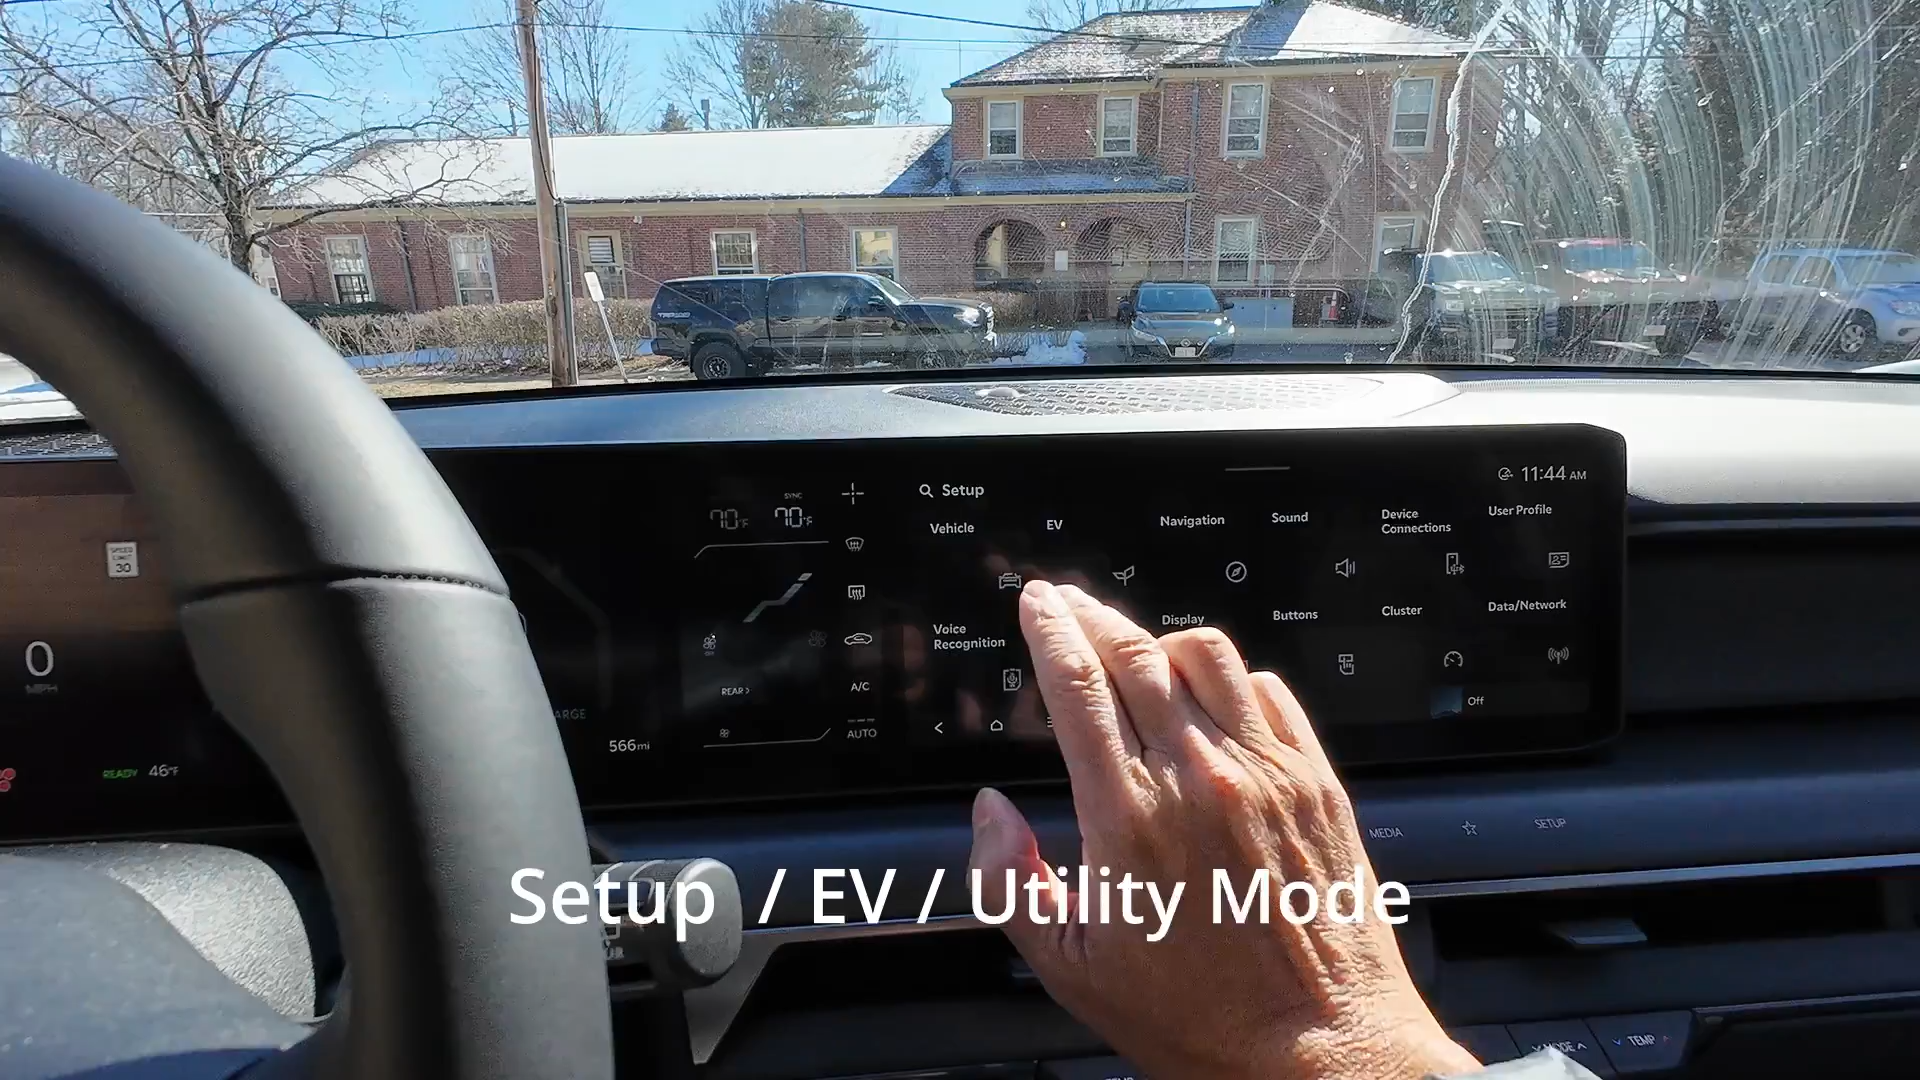 SPEED
LIMIT
30
0
MPH
READY 46°F
566mi
70°F
SYNC
70°F
REAR >
A/C
AUTO
Setup
11:44 AM
Vehicle
EV
Navigation
Sound
Device
Connections
User Profile
Voice
Recognition
Display
Buttons
Cluster
Data/Network
Off
MEDIA
SETUP
Setup / EV / Utility Mode
MODE
TEMP